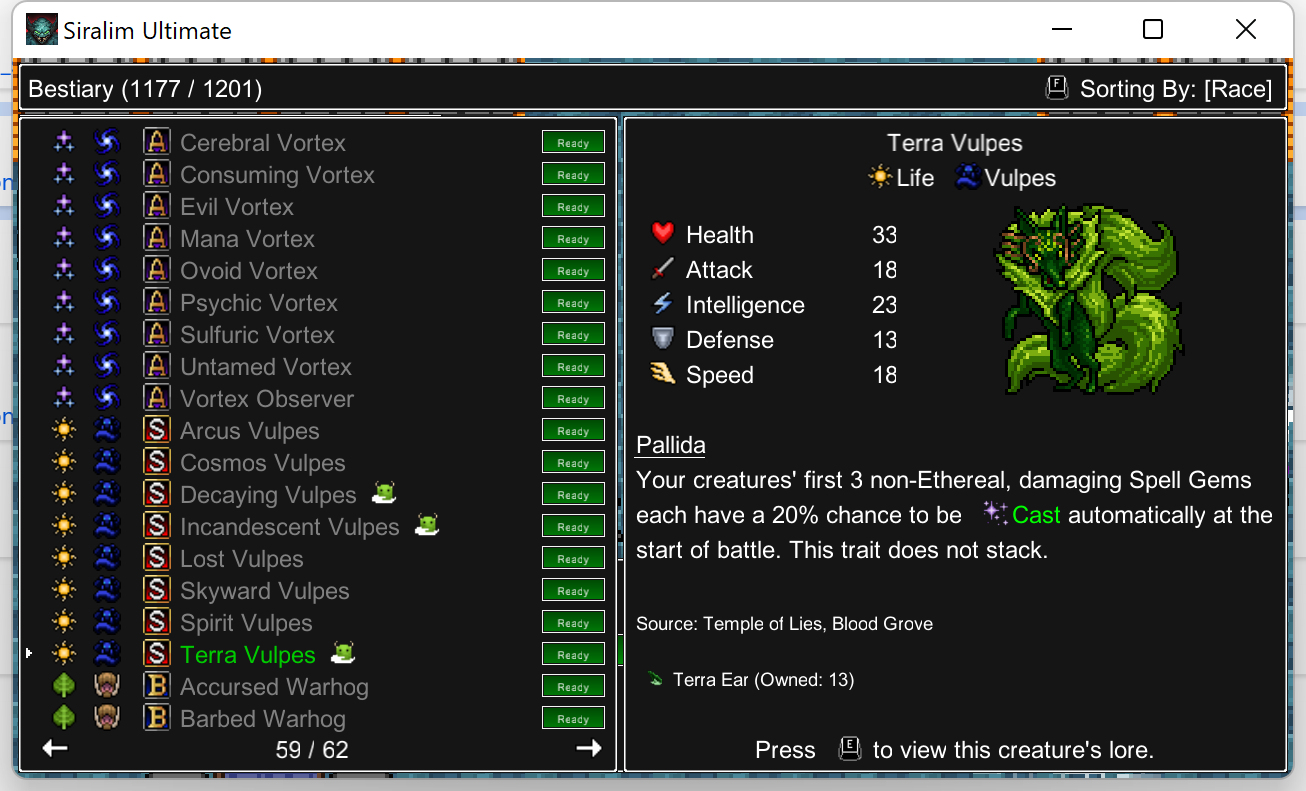 Siralim Ultimate
Bestiary (1177 / 1201)
F Sorting By: [Race]
A Cerebral Vortex Ready
A Consuming Vortex Ready
A Evil Vortex Ready
A Mana Vortex Ready
A Ovoid Vortex Ready
A Psychic Vortex Ready
A Sulfuric Vortex Ready
A Untamed Vortex Ready
A Vortex Observer Ready
S Arcus Vulpes Ready
S Cosmos Vulpes Ready
S Decaying Vulpes Ready
S Incandescent Vulpes Ready
S Lost Vulpes Ready
S Skyward Vulpes Ready
S Spirit Vulpes Ready
S Terra Vulpes Ready
B Accursed Warhog Ready
B Barbed Warhog Ready
59 / 62
Terra Vulpes
Life Vulpes
Health 33
Attack 18
Intelligence 23
Defense 13
Speed 18
Pallida
Your creatures' first 3 non-Ethereal, damaging Spell Gems
each have a 20% chance to be Cast automatically at the
start of battle. This trait does not stack.
Source: Temple of Lies, Blood Grove
Terra Ear (Owned: 13)
Press E to view this creature's lore.